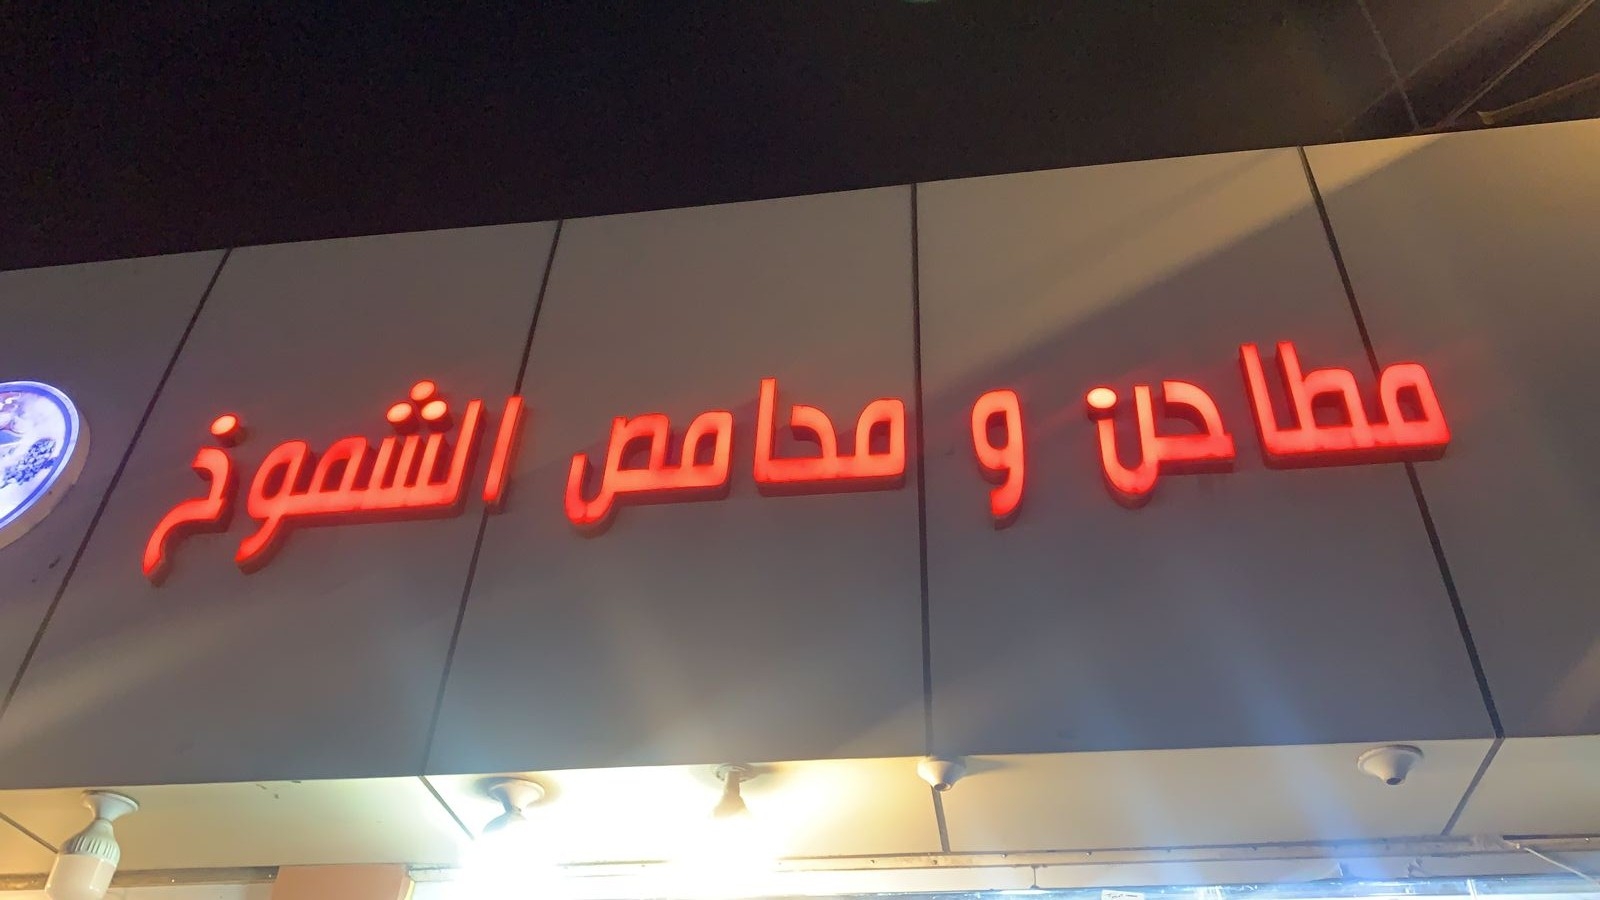 مطاحن و محامص الشموخ